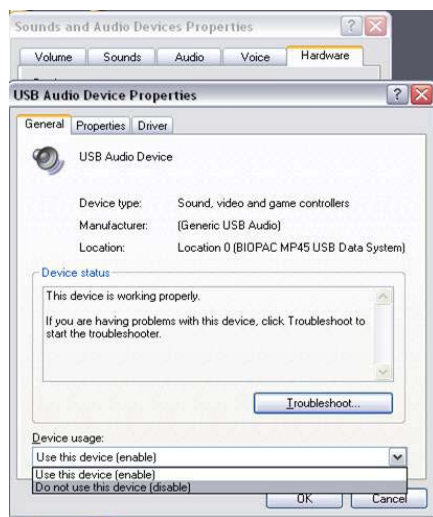 Sounds and Audio Devices Properties
Volume Sounds Audio Voice Hardware
USB Audio Device Properties
General Properties Driver
USB Audio Device
Device type: Sound, video and game controllers
Manufacturer: (Generic USB Audio)
Location: Location 0 (BIOPAC MP45 USB Data System)
Device status
This device is working properly.
If you are having problems with this device, click Troubleshoot to
start the troubleshooter.
Troubleshoot...
Device usage:
Use this device (enable)
Use this device (enable)
Do not use this device (disable)
OK Cancel